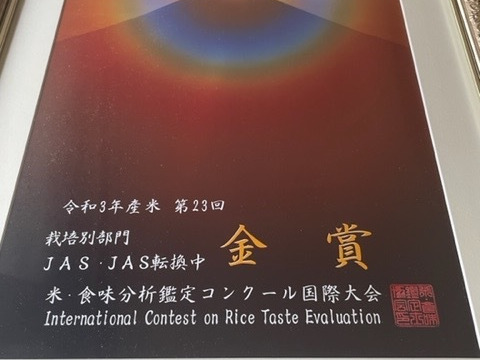 令和3年産米 第23回
栽培別部門
JAS・JAS転換中
金賞
米・食味分析鑑定コンクール国際大会
International Contest on Rice Taste Evaluation